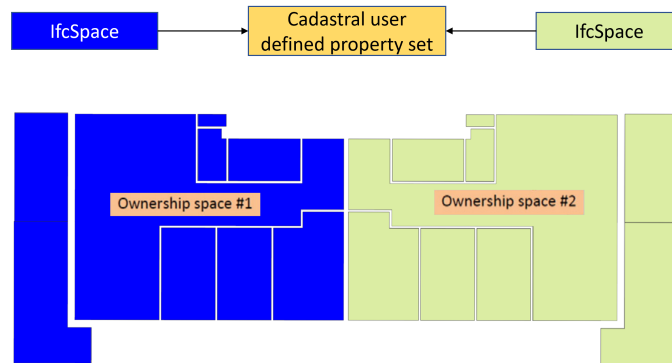 IfcSpace
Cadastral user
defined property set
IfcSpace
Ownership space #1
Ownership space #2